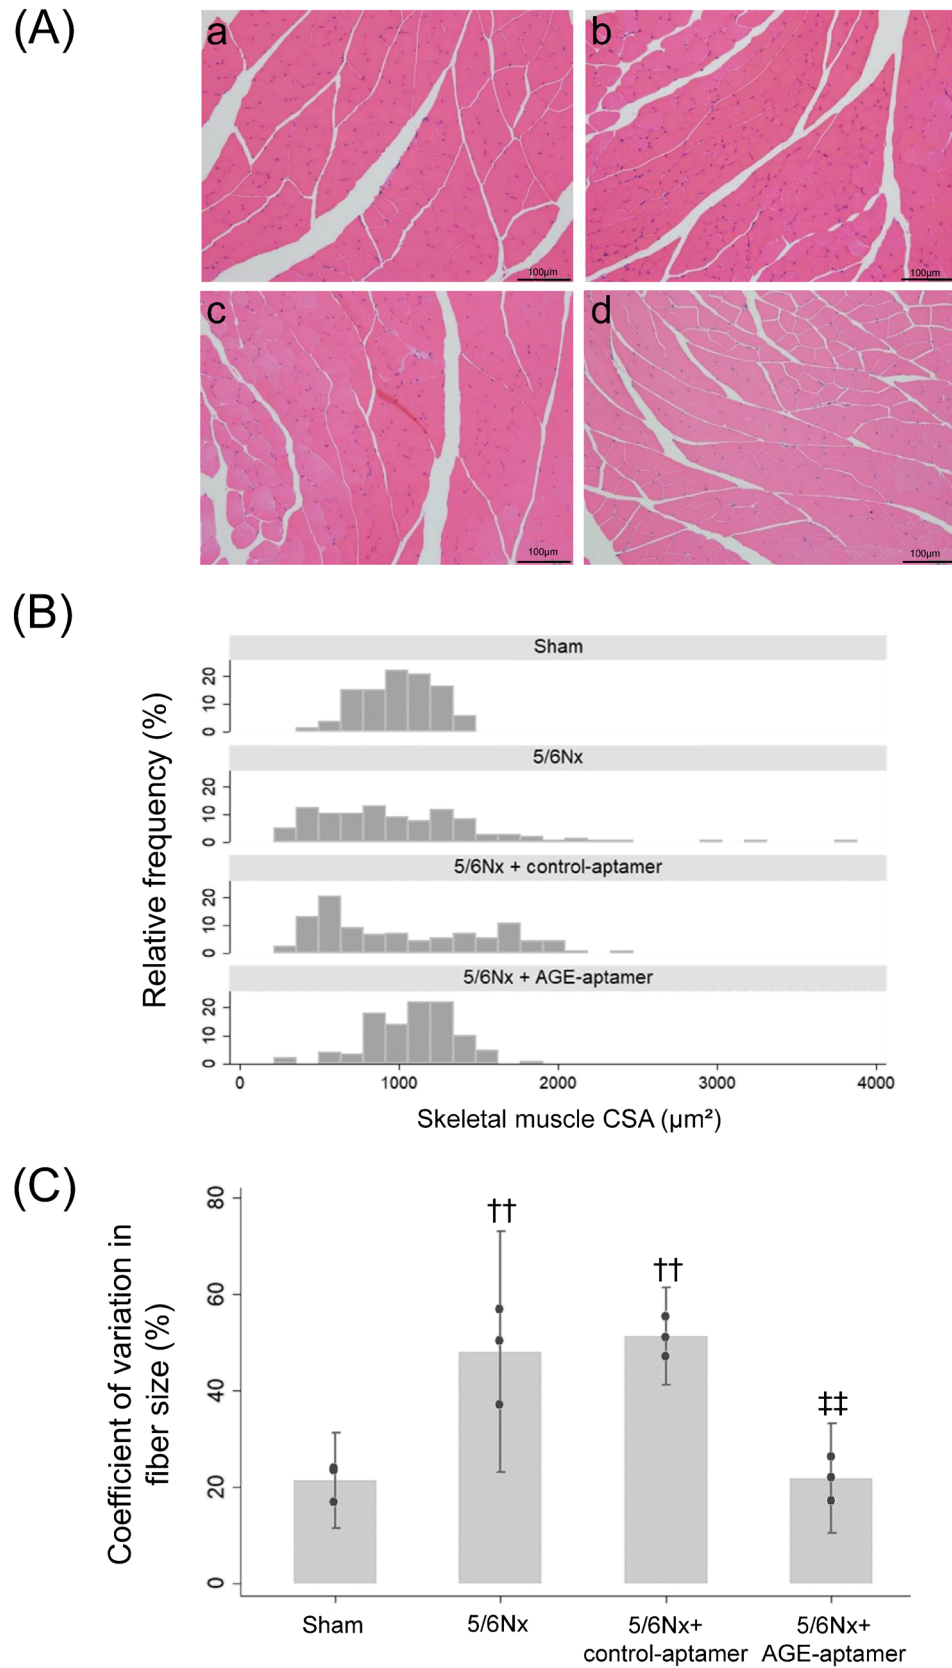 (A)
a
b
100μm
100μm
c
d
100μm
100μm
(B)
Sham
20
10
0
5/6Nx
20
10
0
5/6Nx + control-aptamer
20
10
0
5/6Nx + AGE-aptamer
20
10
0
Relative frequency (%)
0 1000 2000 3000 4000
Skeletal muscle CSA (μm²)
(C)
Coefficient of variation in
fiber size (%)
80
60
40
20
0
††
††
‡‡
Sham
5/6Nx
5/6Nx+
control-aptamer
5/6Nx+
AGE-aptamer